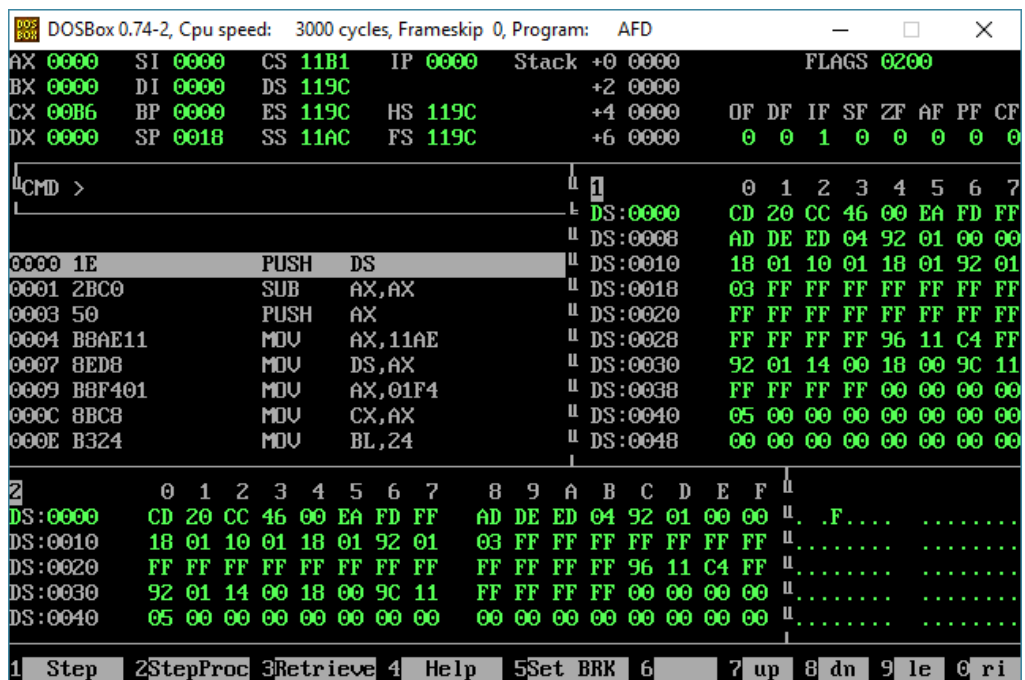 DOSBox 0.74-2, Cpu speed: 3000 cycles, Frameskip 0, Program: AFD
AX 0000 SI 0000 CS 11B1 IP 0000 Stack +0 0000 FLAGS 0200
BX 0000 DI 0000 DS 119C +2 0000
CX 00B6 BP 0000 ES 119C HS 119C +4 0000 OF DF IF SF ZF AF PF CF
DX 0000 SP 0018 SS 11AC FS 119C +6 0000 0 0 1 0 0 0 0 0
CMD >
1 0 1 2 3 4 5 6 7
DS:0000 CD 20 CC 46 00 EA FD FF
DS:0008 AD DE ED 04 92 01 00 00
0000 1E PUSH DS DS:0010 18 01 10 01 18 01 92 01
0001 2BC0 SUB AX,AX DS:0018 03 FF FF FF FF FF FF FF
0003 50 PUSH AX DS:0020 FF FF FF FF FF FF FF FF
0004 B8AE11 MOV AX,11AE DS:0028 FF FF FF FF 96 11 C4 FF
0007 8ED8 MOV DS,AX DS:0030 92 01 14 00 18 00 9C 11
0009 B8F401 MOV AX,01F4 DS:0038 FF FF FF FF 00 00 00 00
000C 8BC8 MOV CX,AX DS:0040 05 00 00 00 00 00 00 00
000E B324 MOV BL,24 DS:0048 00 00 00 00 00 00 00 00
2 0 1 2 3 4 5 6 7 8 9 A B C D E F
DS:0000 CD 20 CC 46 00 EA FD FF AD DE ED 04 92 01 00 00 . .F.... ........
DS:0010 18 01 10 01 18 01 92 01 03 FF FF FF FF FF FF FF ........ ........
DS:0020 FF FF FF FF FF FF FF FF FF FF FF FF 96 11 C4 FF ........ ........
DS:0030 92 01 14 00 18 00 9C 11 FF FF FF FF 00 00 00 00 ........ ........
DS:0040 05 00 00 00 00 00 00 00 00 00 00 00 00 00 00 00 ........ ........
1 Step 2StepProc 3Retrieve 4 Help 5Set BRK 6 7 up 8 dn 9 le 0 ri